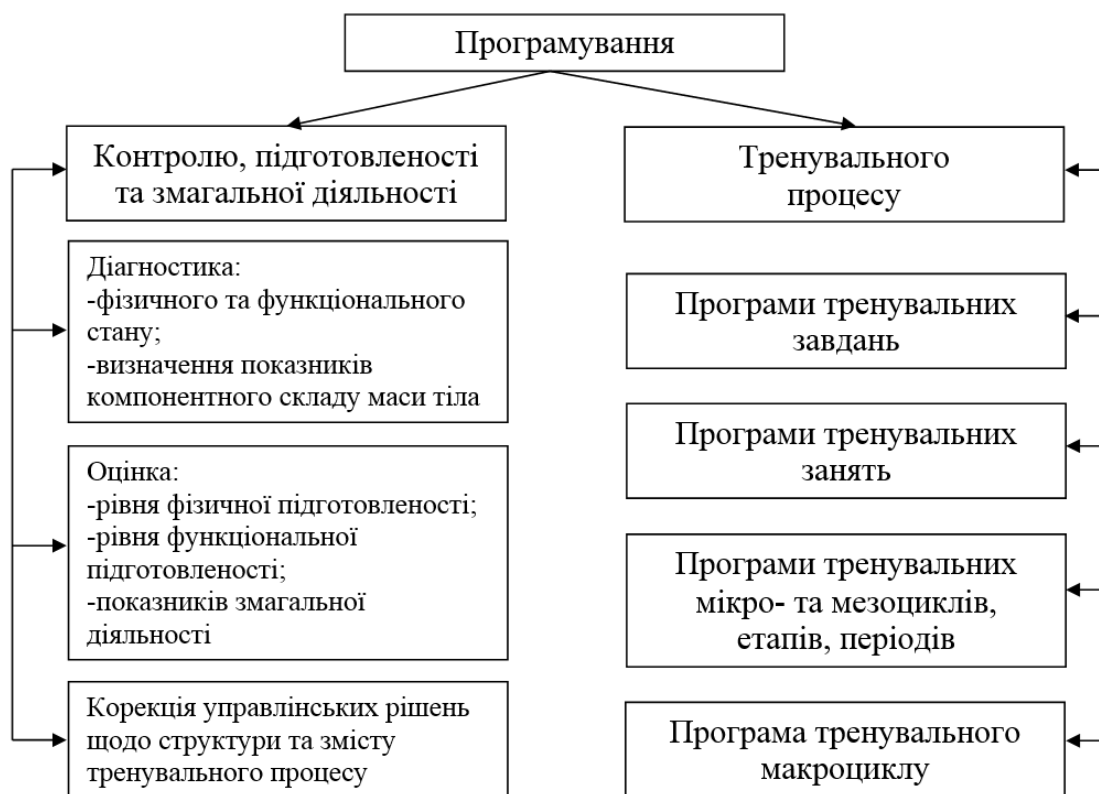 Програмування
Контролю, підготовленості
та змагальної діяльності
Діагностика:
-фізичного та функціонального
стану;
-визначення показників
компонентного складу маси тіла
Оцінка:
-рівня фізичної підготовленості;
-рівня функціональної
підготовленості;
-показників змагальної
діяльності
Корекція управлінських рішень
щодо структури та змісту
тренувального процесу
Тренувального
процесу
Програми тренувальних
завдань
Програми тренувальних
занять
Програми тренувальних
мікро- та мезоциклів,
етапів, періодів
Програма тренувального
макроциклу